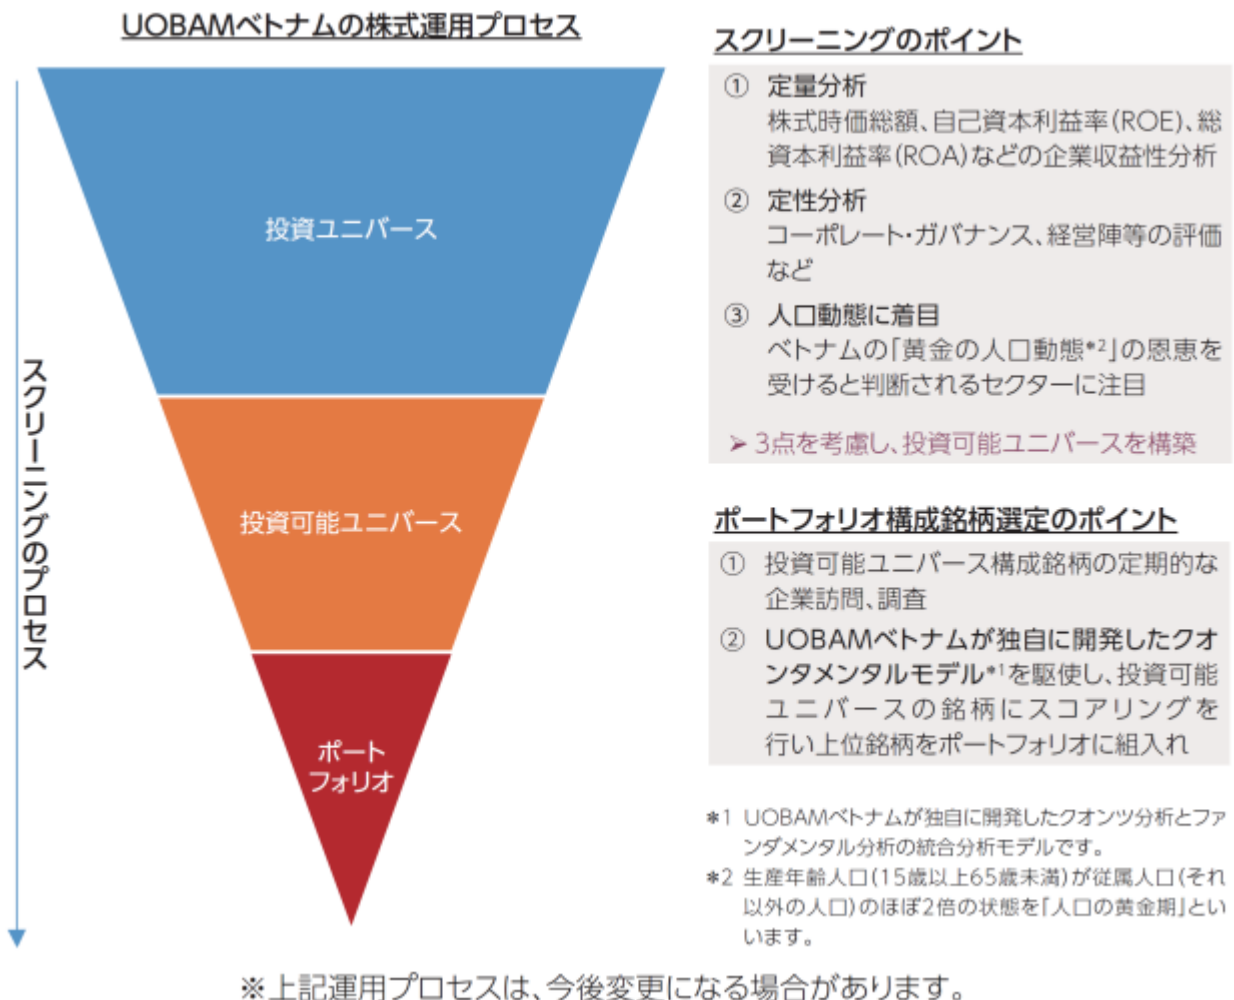 UOBAMベトナムの株式運用プロセス
スクリーニングのプロセス
投資ユニバース
投資可能ユニバース
ポート
フォリオ
スクリーニングのポイント
① 定量分析
株式時価総額、自己資本利益率(ROE)、総
資本利益率(ROA)などの企業収益性分析
② 定性分析
コーポレート・ガバナンス、経営陣等の評価
など
③ 人口動態に着目
ベトナムの「黄金の人口動態*2」の恩恵を
受けると判断されるセクターに注目
➢ 3点を考慮し、投資可能ユニバースを構築
ポートフォリオ構成銘柄選定のポイント
① 投資可能ユニバース構成銘柄の定期的な
企業訪問、調査
② UOBAMベトナムが独自に開発したクオ
ンタメンタルモデル*1を駆使し、投資可能
ユニバースの銘柄にスコアリングを
行い上位銘柄をポートフォリオに組入れ
*1 UOBAMベトナムが独自に開発したクオンツ分析とファ
ンダメンタル分析の統合分析モデルです。
*2 生産年齢人口(15歳以上65歳未満)が従属人口(それ
以外の人口)のほぼ2倍の状態を「人口の黄金期」とい
います。
※上記運用プロセスは、今後変更になる場合があります。